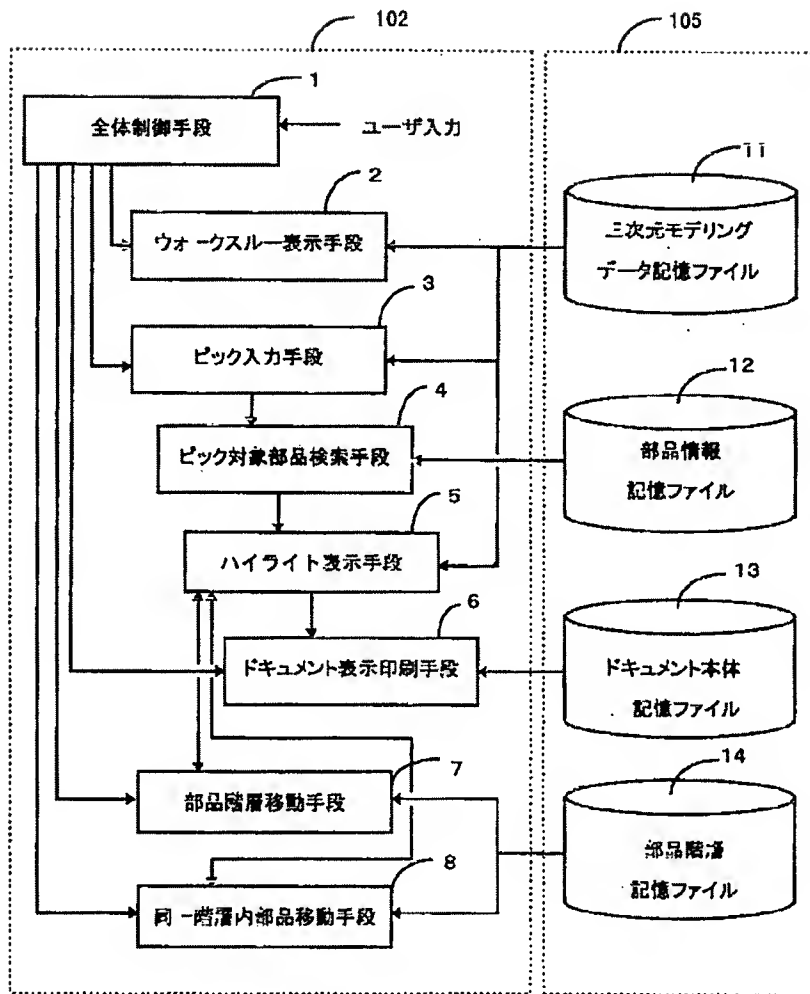 102
105
1
全体制御手段
ユーザ入力
11
三次元モデリング
データ記憶ファイル
2
ウォークスルー表示手段
3
ピック入力手段
12
部品情報
記憶ファイル
4
ピック対象部品検索手段
5
ハイライト表示手段
13
ドキュメント本体
記憶ファイル
6
ドキュメント表示印刷手段
14
部品階層
記憶ファイル
7
部品階層移動手段
8
同一階層内部品移動手段